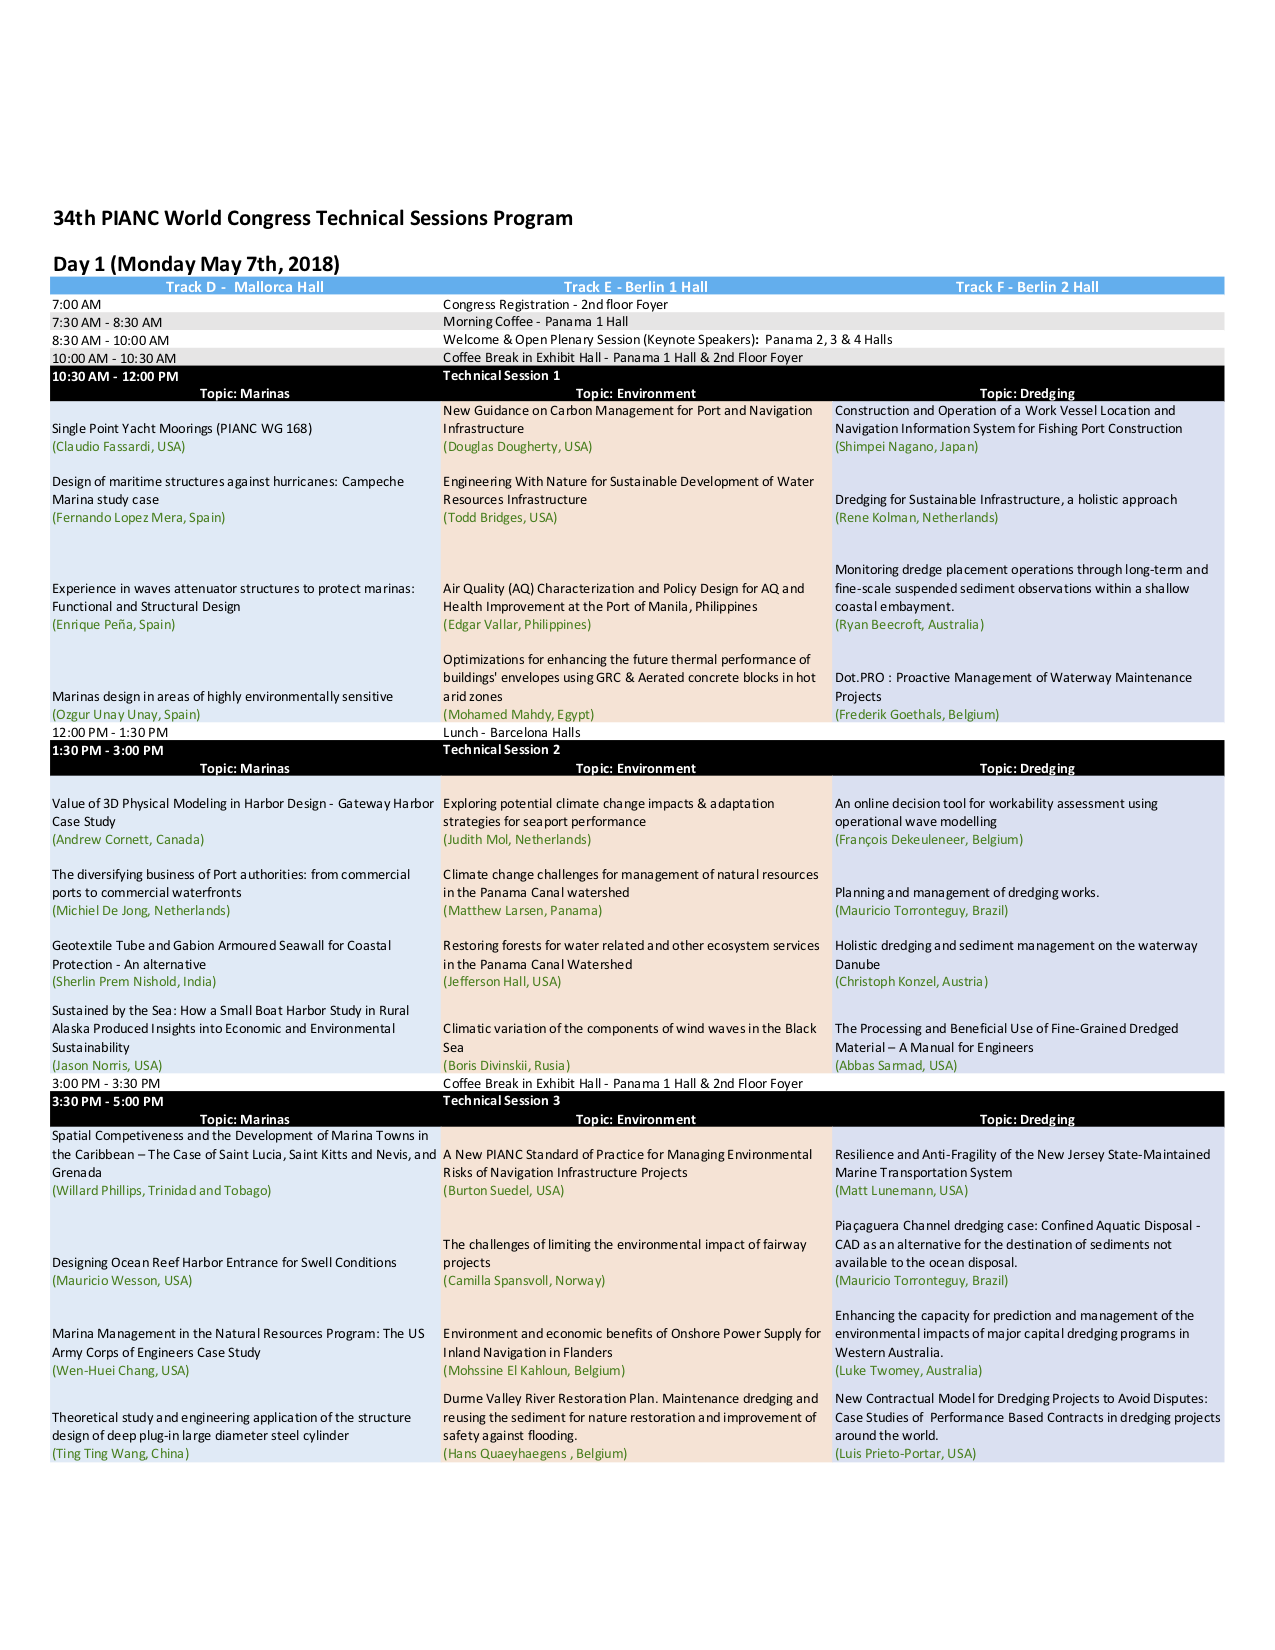 34th PIANC World Congress Technical Sessions Program
Day 1 (Monday May 7th, 2018)
Track D - Mallorca Hall
Track E - Berlin 1 Hall
Track F - Berlin 2 Hall
7:00 AM
Congress Registration - 2nd floor Foyer
7:30 AM - 8:30 AM
Morning Coffee - Panama 1 Hall
8:30 AM - 10:00 AM
Welcome & Open Plenary Session (Keynote Speakers): Panama 2, 3 & 4 Halls
10:00 AM - 10:30 AM
Coffee Break in Exhibit Hall - Panama 1 Hall & 2nd Floor Foyer
10:30 AM - 12:00 PM
Technical Session 1
Topic: Marinas
Topic: Environment
Topic: Dredging
Single Point Yacht Moorings (PIANC WG 168)
(Claudio Fassardi, USA)
New Guidance on Carbon Management for Port and Navigation
Infrastructure
(Douglas Dougherty, USA)
Construction and Operation of a Work Vessel Location and
Navigation Information System for Fishing Port Construction
(Shimpei Nagano, Japan)
Design of maritime structures against hurricanes: Campeche
Marina study case
(Fernando Lopez Mera, Spain)
Engineering With Nature for Sustainable Development of Water
Resources Infrastructure
(Todd Bridges, USA)
Dredging for Sustainable Infrastructure, a holistic approach
(Rene Kolman, Netherlands)
Experience in waves attenuator structures to protect marinas:
Functional and Structural Design
(Enrique Peña, Spain)
Air Quality (AQ) Characterization and Policy Design for AQ and
Health Improvement at the Port of Manila, Philippines
(Edgar Vallar, Philippines)
Monitoring dredge placement operations through long-term and
fine-scale suspended sediment observations within a shallow
coastal embayment.
(Ryan Beecroft, Australia)
Marinas design in areas of highly environmentally sensitive
(Ozgur Unay Unay, Spain)
Optimizations for enhancing the future thermal performance of
buildings' envelopes using GRC & Aerated concrete blocks in hot
arid zones
(Mohamed Mahdy, Egypt)
Dot.PRO : Proactive Management of Waterway Maintenance
Projects
(Frederik Goethals, Belgium)
12:00 PM - 1:30 PM
Lunch - Barcelona Halls
1:30 PM - 3:00 PM
Technical Session 2
Topic: Marinas
Topic: Environment
Topic: Dredging
Value of 3D Physical Modeling in Harbor Design - Gateway Harbor
Case Study
(Andrew Cornett, Canada)
Exploring potential climate change impacts & adaptation
strategies for seaport performance
(Judith Mol, Netherlands)
An online decision tool for workability assessment using
operational wave modelling
(François Dekeuleneer, Belgium)
The diversifying business of Port authorities: from commercial
ports to commercial waterfronts
(Michiel De Jong, Netherlands)
Climate change challenges for management of natural resources
in the Panama Canal watershed
(Matthew Larsen, Panama)
Planning and management of dredging works.
(Mauricio Torronteguy, Brazil)
Geotextile Tube and Gabion Armoured Seawall for Coastal
Protection - An alternative
(Sherlin Prem Nishold, India)
Restoring forests for water related and other ecosystem services
in the Panama Canal Watershed
(Jefferson Hall, USA)
Holistic dredging and sediment management on the waterway
Danube
(Christoph Konzel, Austria)
Sustained by the Sea: How a Small Boat Harbor Study in Rural
Alaska Produced Insights into Economic and Environmental
Sustainability
(Jason Norris, USA)
Climatic variation of the components of wind waves in the Black
Sea
(Boris Divinskii, Rusia)
The Processing and Beneficial Use of Fine-Grained Dredged
Material – A Manual for Engineers
(Abbas Sarmad, USA)
3:00 PM - 3:30 PM
Coffee Break in Exhibit Hall - Panama 1 Hall & 2nd Floor Foyer
3:30 PM - 5:00 PM
Technical Session 3
Topic: Marinas
Topic: Environment
Topic: Dredging
Spatial Competiveness and the Development of Marina Towns in
the Caribbean – The Case of Saint Lucia, Saint Kitts and Nevis, and
Grenada
(Willard Phillips, Trinidad and Tobago)
A New PIANC Standard of Practice for Managing Environmental
Risks of Navigation Infrastructure Projects
(Burton Suedel, USA)
Resilience and Anti-Fragility of the New Jersey State-Maintained
Marine Transportation System
(Matt Lunemann, USA)
Designing Ocean Reef Harbor Entrance for Swell Conditions
(Mauricio Wesson, USA)
The challenges of limiting the environmental impact of fairway
projects
(Camilla Spansvoll, Norway)
Piaçaguera Channel dredging case: Confined Aquatic Disposal -
CAD as an alternative for the destination of sediments not
available to the ocean disposal.
(Mauricio Torronteguy, Brazil)
Marina Management in the Natural Resources Program: The US
Army Corps of Engineers Case Study
(Wen-Huei Chang, USA)
Environment and economic benefits of Onshore Power Supply for
Inland Navigation in Flanders
(Mohssine El Kahloun, Belgium)
Enhancing the capacity for prediction and management of the
environmental impacts of major capital dredging programs in
Western Australia.
(Luke Twomey, Australia)
Theoretical study and engineering application of the structure
design of deep plug-in large diameter steel cylinder
(Ting Ting Wang, China)
Durme Valley River Restoration Plan. Maintenance dredging and
reusing the sediment for nature restoration and improvement of
safety against flooding.
(Hans Quaeyhaegens , Belgium)
New Contractual Model for Dredging Projects to Avoid Disputes:
Case Studies of Performance Based Contracts in dredging projects
around the world.
(Luis Prieto-Portar, USA)